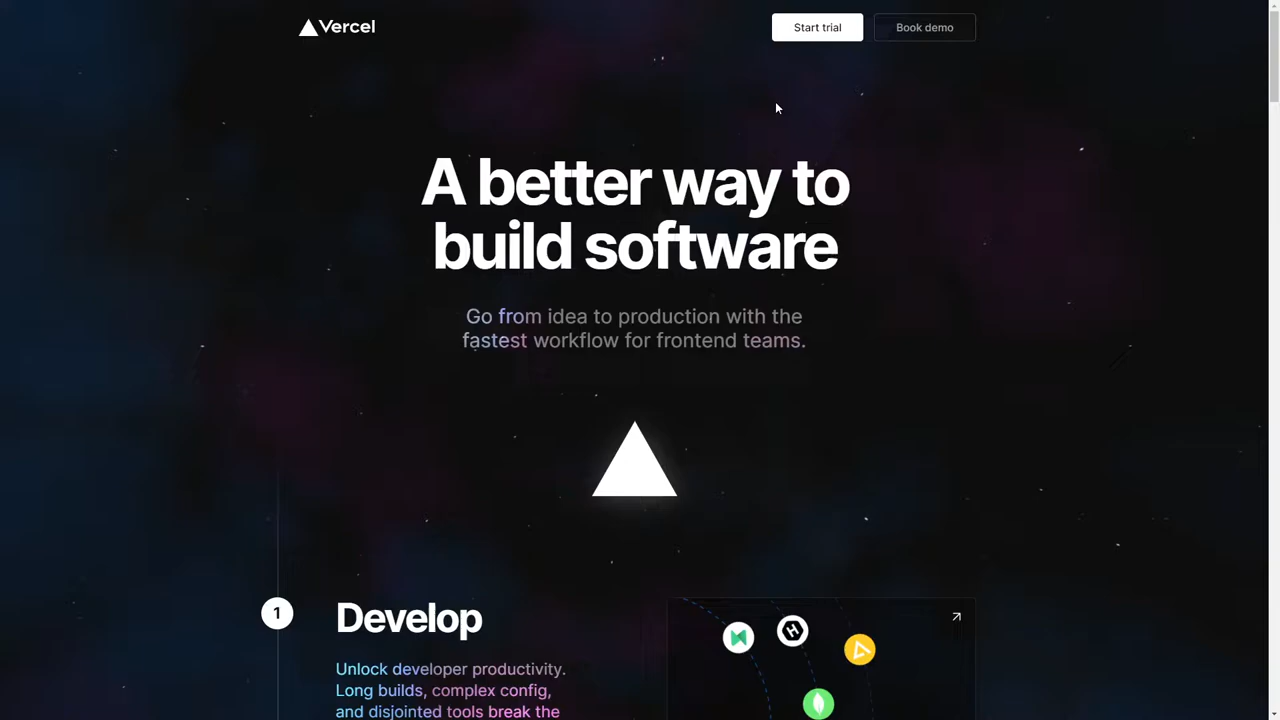 Vercel
Start trial
Book demo
A better way to
build software
Go from idea to production with the
fastest workflow for frontend teams.
1
Develop
Unlock developer productivity.
Long builds, complex config,
and disjointed tools break the